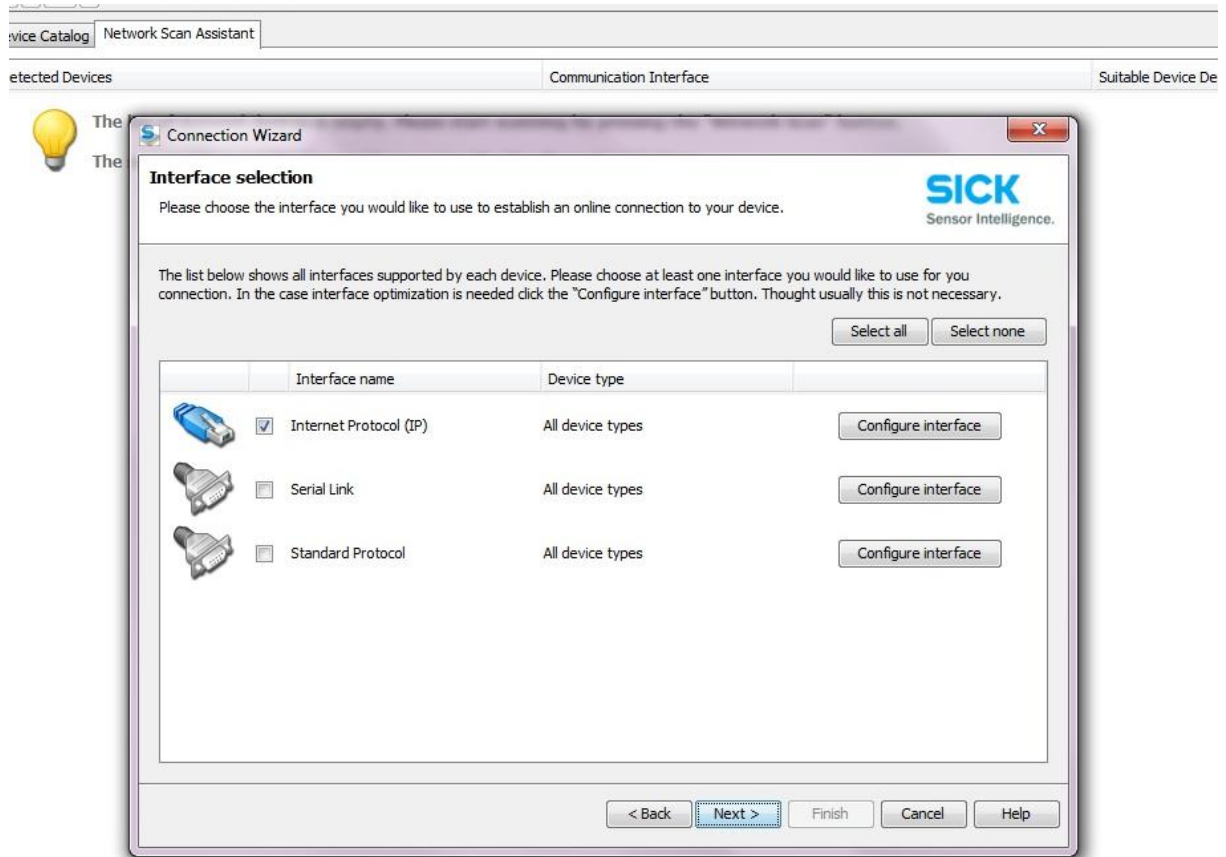 vice Catalog
Network Scan Assistant
etected Devices
Communication Interface
Suitable Device De
The
The
Connection Wizard
Interface selection
Please choose the interface you would like to use to establish an online connection to your device.
SICK
Sensor Intelligence.
The list below shows all interfaces supported by each device. Please choose at least one interface you would like to use for you
connection. In the case interface optimization is needed click the "Configure interface" button. Thought usually this is not necessary.
Select all
Select none
Interface name
Device type
Internet Protocol (IP)
All device types
Configure interface
Serial Link
All device types
Configure interface
Standard Protocol
All device types
Configure interface
< Back
Next >
Finish
Cancel
Help